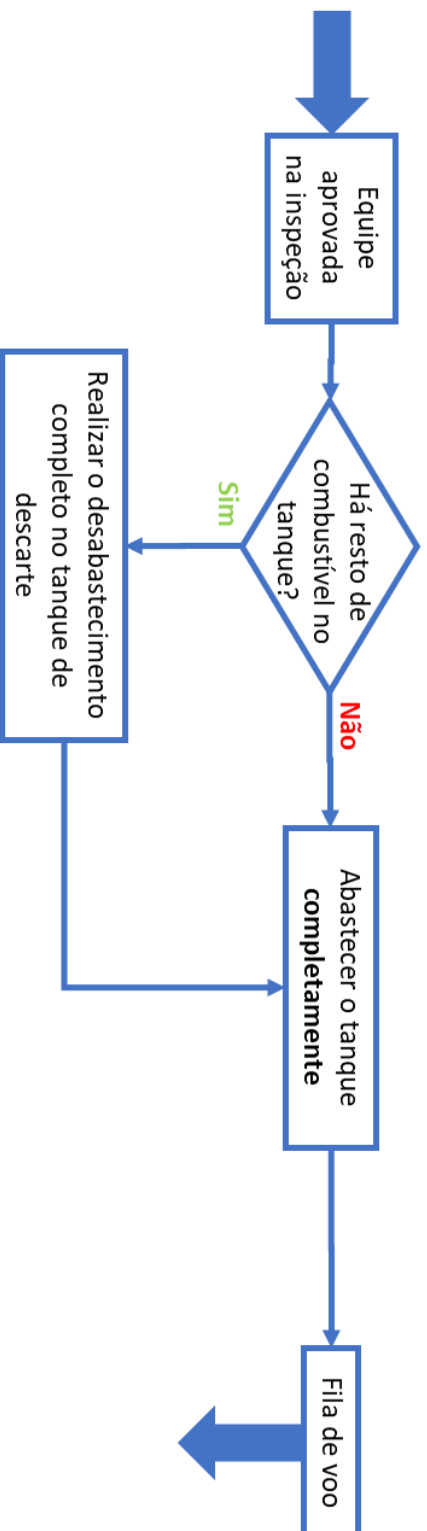 Equipe
aprovada
na inspeção
Há resto de
combustível no
tanque?
Não
Sim
Realizar o desabastecimento
completo no tanque de
descarte
Abastecer o tanque
completamente
Fila de voo